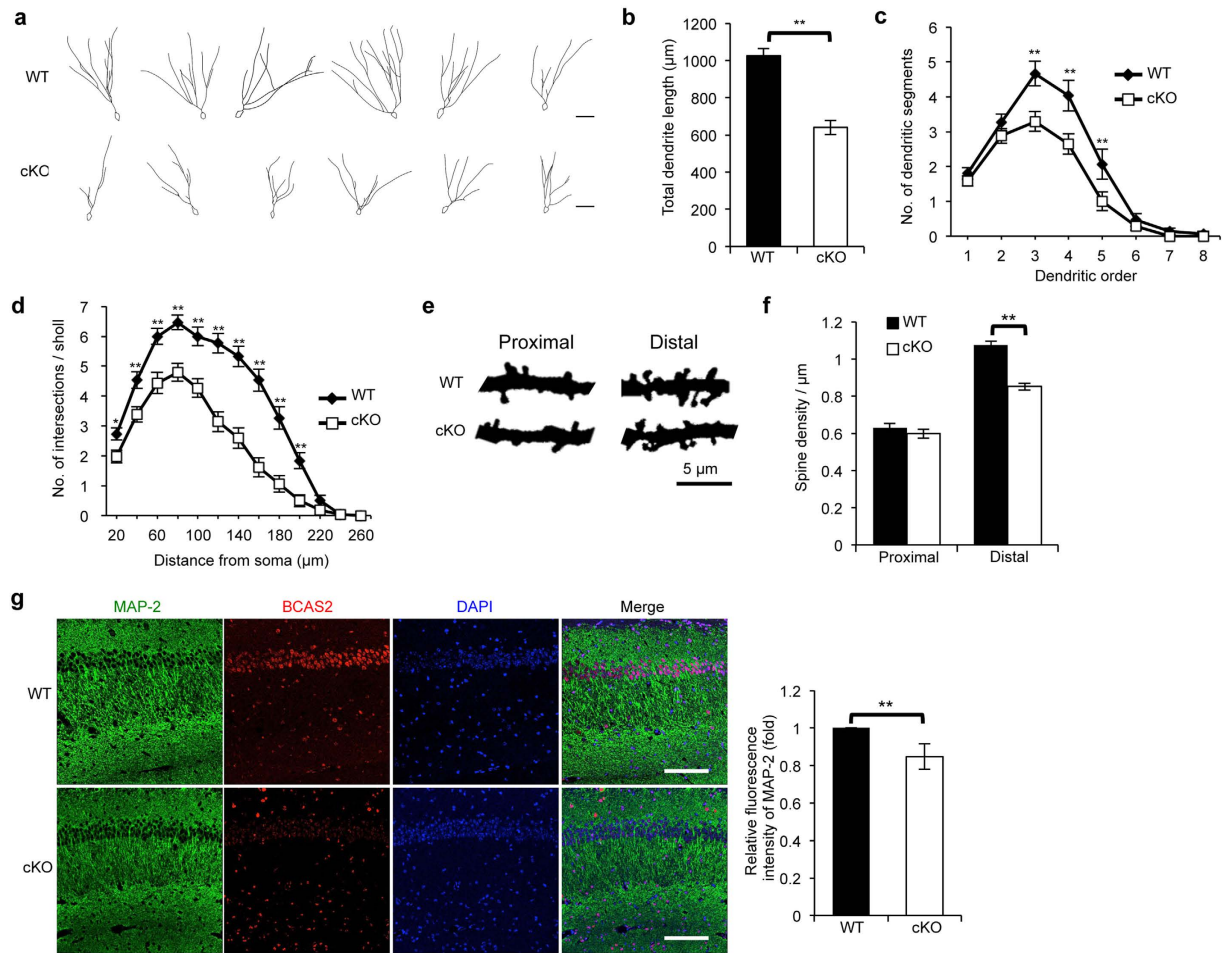 a
WT
cKO
b
Total dendrite length (µm)
1200
1000
800
600
400
200
0
**
WT
cKO
c
No. of dendritic segments
6
5
4
3
2
1
0
**
**
**
WT
cKO
1 2 3 4 5 6 7 8
Dendritic order
d
No. of intersections / sholl
7
6
5
4
3
2
1
0
*
**
**
**
**
**
**
**
**
**
WT
cKO
20 60 100 140 180 220 260
Distance from soma (µm)
e
Proximal Distal
WT
cKO
5 µm
f
Spine density / µm
1.2
1
0.8
0.6
0.4
0.2
0
WT
cKO
**
Proximal Distal
g
MAP-2 BCAS2 DAPI Merge
WT
cKO
Relative fluorescence
intensity of MAP-2 (fold)
1.2
1
0.8
0.6
0.4
0.2
0
**
WT
cKO